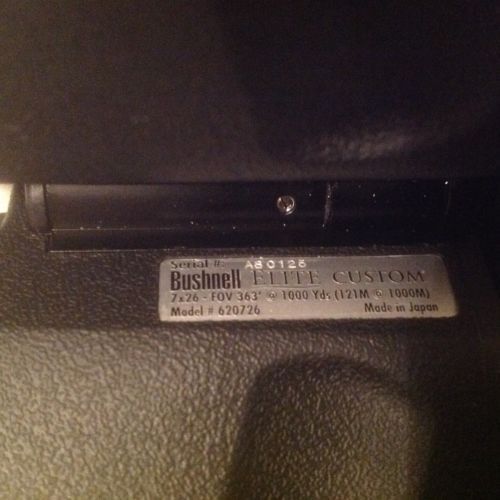 Serial #: AB0126
Bushnell ELITE CUSTOM
7x26 - FOV 363' @ 1000 Yds (121M @ 1000M)
Model # 620726 Made in Japan